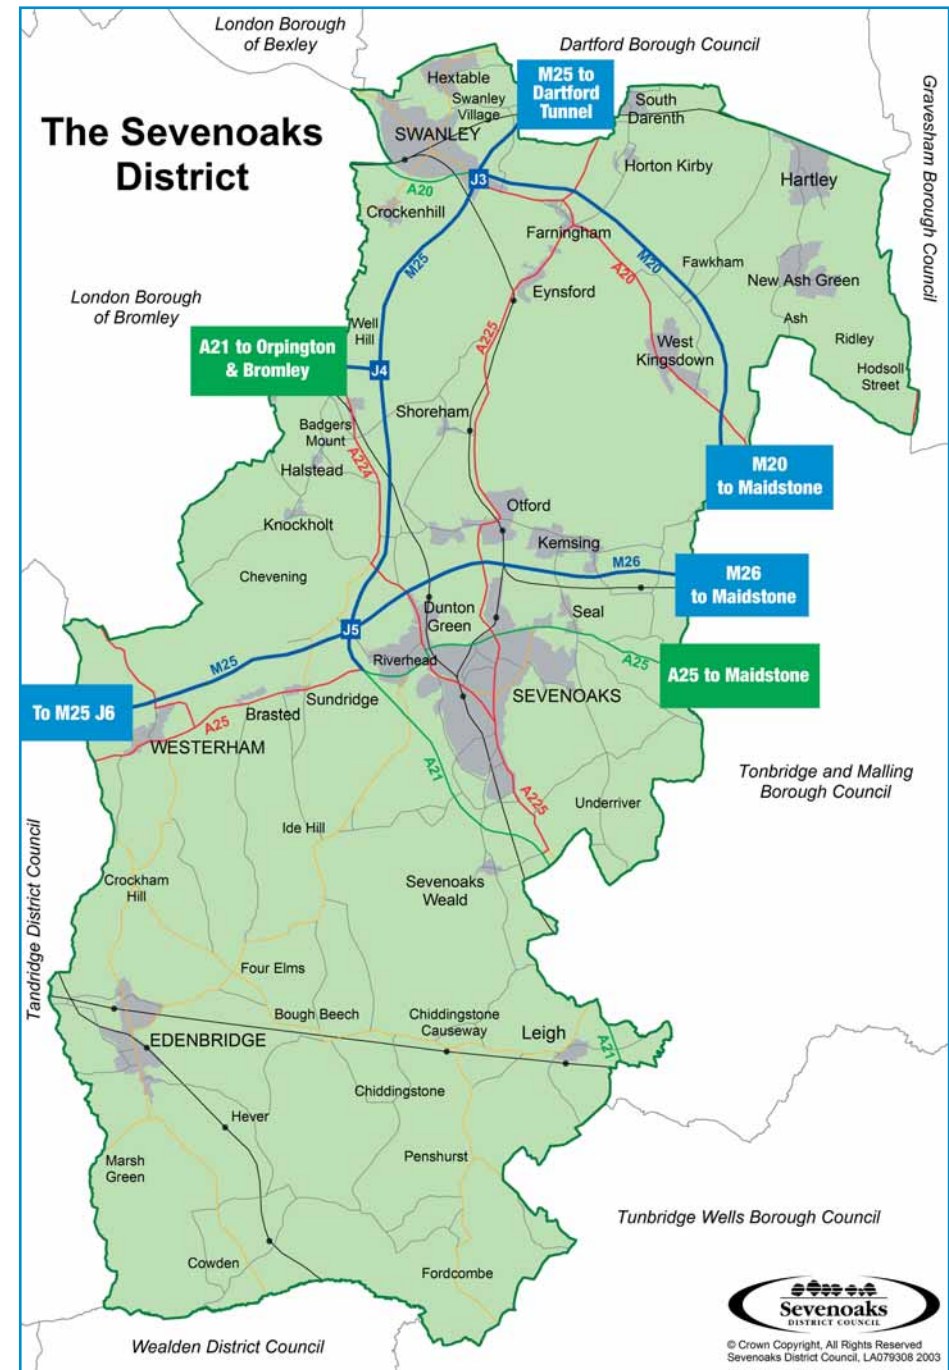 London Borough
of Bexley
Dartford Borough Council
Gravesham Borough Council
The Sevenoaks
District
Hextable
M25 to
Dartford
Tunnel
Swanley
Village
SWANLEY
South
Darenth
Horton Kirby
Hartley
J3
A20
Crockenhill
Farningham
M25
M20
A20
Fawkham
New Ash Green
Eynsford
London Borough
of Bromley
Well
Hill
A225
Ash
Ridley
West
Kingsdown
Hodsoll
Street
A21 to Orpington
& Bromley
J4
Shoreham
Badgers
Mount
A224
Halstead
M20
to Maidstone
Otford
Knockholt
Kemsing
Chevening
M26
M26
to Maidstone
Dunton
Green
Seal
J5
Riverhead
A25
A25 to Maidstone
M25
SEVENOAKS
Sundridge
Brasted
A25
To M25 J6
WESTERHAM
A21
A225
Tonbridge and Malling
Borough Council
Underriver
Ide Hill
Tandridge District Council
Crockham
Hill
Sevenoaks
Weald
Four Elms
Bough Beech
Chiddingstone
Causeway
Leigh
A21
EDENBRIDGE
Chiddingstone
Hever
Marsh
Green
Penshurst
Tunbridge Wells Borough Council
Cowden
Fordcombe
Wealden District Council
Sevenoaks
DISTRICT COUNCIL
© Crown Copyright, All Rights Reserved
Sevenoaks District Council, LA079308 2003